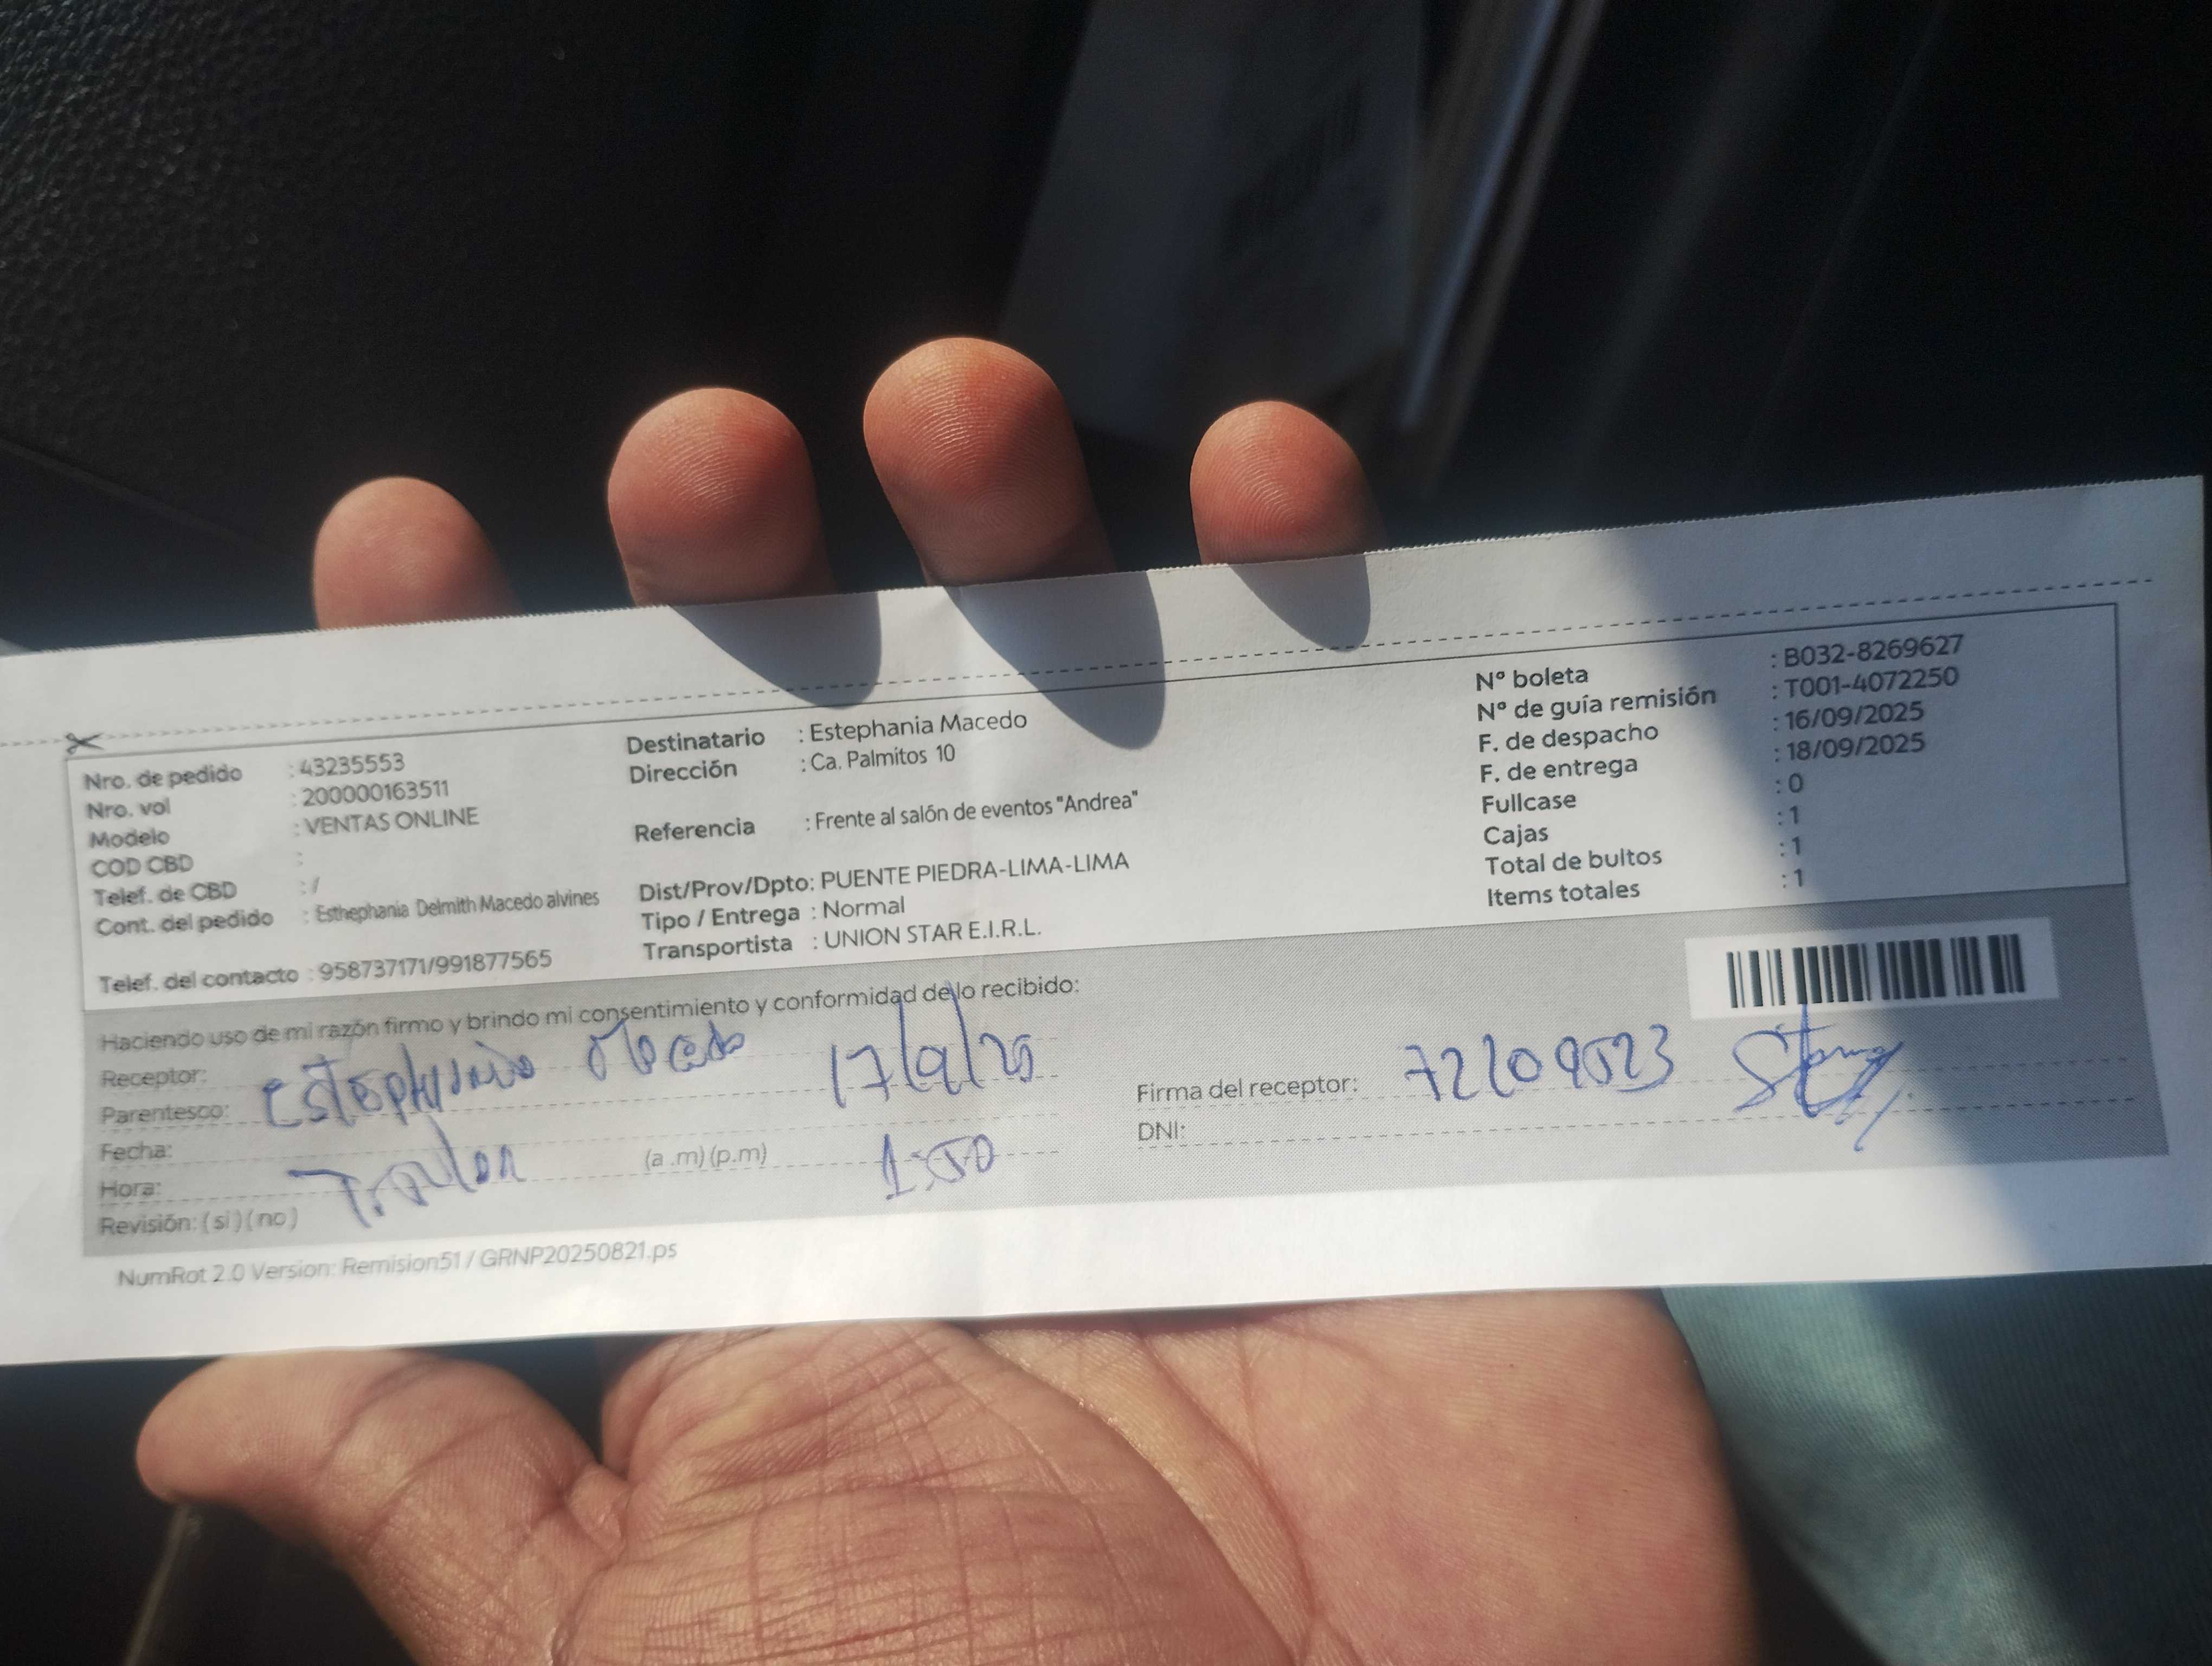 Nro. de pedido : 43235553
Nro. vol : 200000163511
Modelo : VENTAS ONLINE
COD CBD :
Telef. de CBD : /
Cont. del pedido : Esthephania Delmith Macedo alvines
Telef. del contacto : 958737171/991877565
Destinatario : Estephania Macedo
Dirección : Ca. Palmitos 10
Referencia : Frente al salón de eventos "Andrea"
Dist/Prov/Dpto: PUENTE PIEDRA-LIMA-LIMA
Tipo / Entrega : Normal
Transportista : UNION STAR E.I.R.L.
Nº boleta : B032-8269627
Nº de guía remisión : T001-4072250
F. de despacho : 16/09/2025
F. de entrega : 18/09/2025
Fullcase : 0
Cajas : 1
Total de bultos : 1
Items totales : 1
Haciendo uso de mi razón firmo y brindo mi consentimiento y conformidad de lo recibido:
Receptor:
Parentesco:
17/9/25
Fecha:
Hora: (a .m) (p.m) 1:50
Revisión: ( si ) ( no )
Firma del receptor: 72109523
DNI:
NumRot 2.0 Version: Remision51 / GRNP20250821.ps